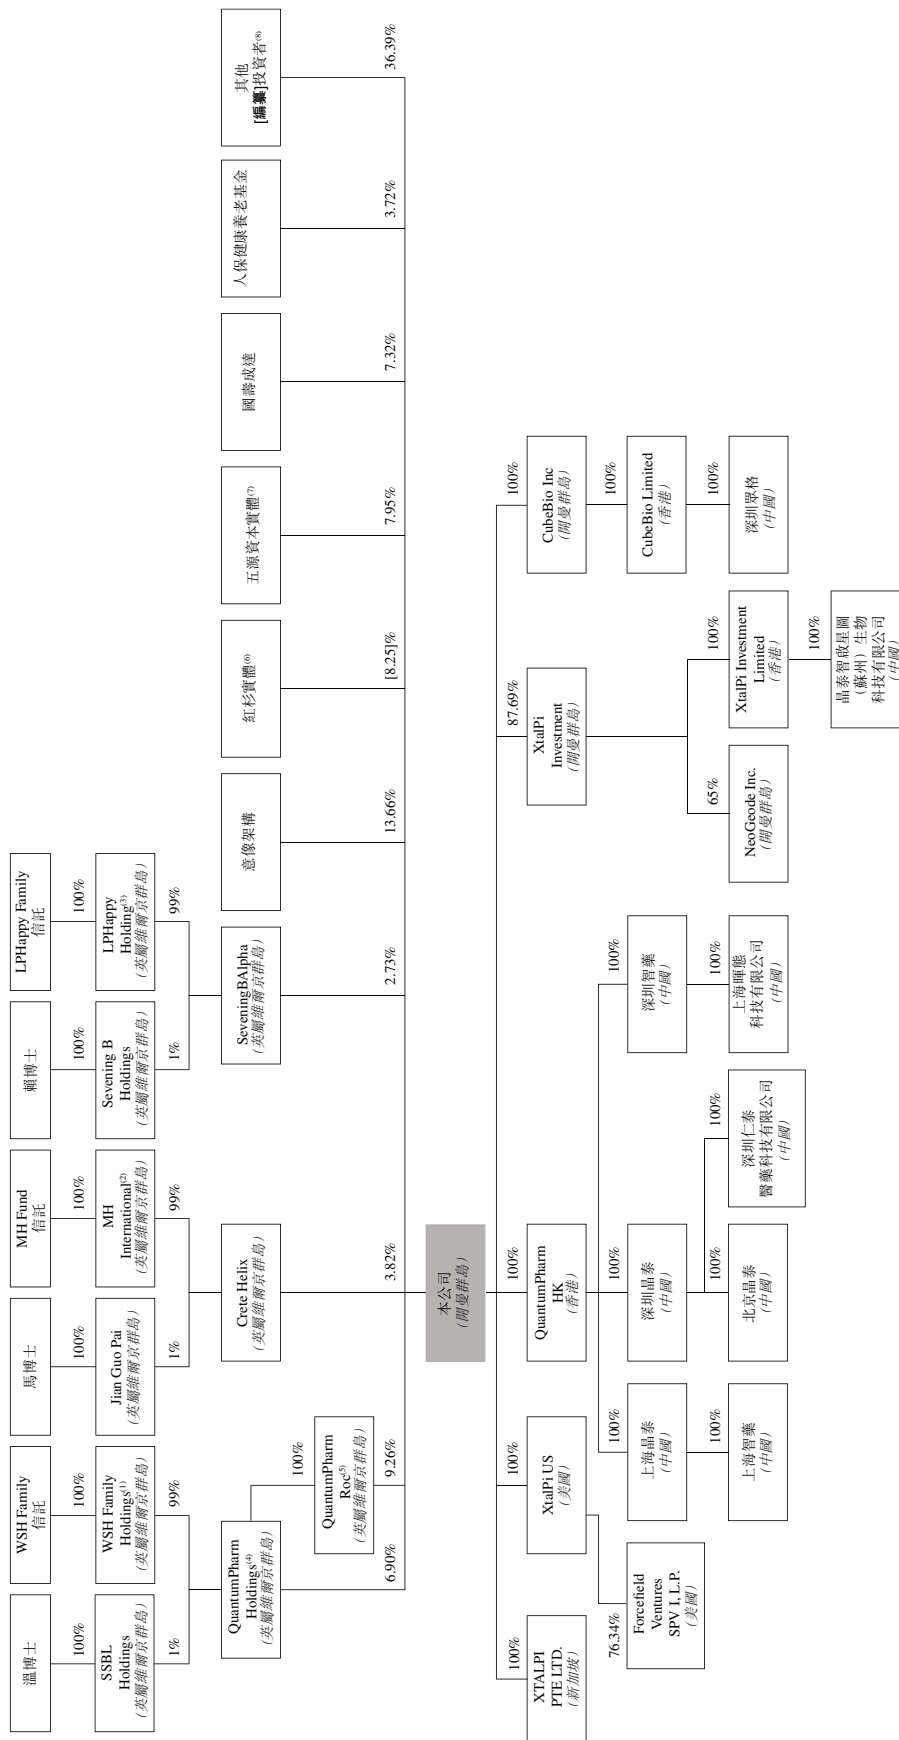 溫博士
WSH Family
信託
馬博士
MH Fund
信託
賴博士
LPHappy Family
信託
100%
100%
100%
100%
100%
100%
SSBL
Holdings
(英屬維爾京群島)
WSH Family
Holdings(1)
(英屬維爾京群島)
Jian Guo Pai
(英屬維爾京群島)
MH
International(2)
(英屬維爾京群島)
Sevening B
Holdings
(英屬維爾京群島)
LPHappy
Holding(3)
(英屬維爾京群島)
1%
99%
1%
99%
1%
99%
QuantumPharm
Holdings(4)
(英屬維爾京群島)
Crete Helix
(英屬維爾京群島)
SeveningBAlpha
(英屬維爾京群島)
意像架構
紅杉實體(6)
五源資本實體(7)
國壽成達
人保健康養老基金
其他
[編纂]投資者(8)
100%
QuantumPharm
Roc(5)
(英屬維爾京群島)
6.90%
9.26%
3.82%
2.73%
13.66%
[8.25]%
7.95%
7.32%
3.72%
36.39%
本公司
(開曼群島)
100%
100%
100%
87.69%
100%
XTALPI
PTE LTD.
(新加坡)
XtalPi US
(美國)
QuantumPharm
HK
(香港)
XtalPi
Investment
(開曼群島)
CubeBio Inc
(開曼群島)
76.34%
100%
100%
100%
100%
Forcefield
Ventures
SPV I, L.P.
(美國)
上海晶泰
(中國)
深圳晶泰
(中國)
深圳智藥
(中國)
CubeBio Limited
(香港)
100%
100%
100%
100%
65%
100%
100%
上海智藥
(中國)
北京晶泰
(中國)
深圳仁泰
醫藥科技有限公司
(中國)
上海暉態
科技有限公司
(中國)
NeoGeode Inc.
(開曼群島)
XtalPi Investment
Limited
(香港)
深圳眾格
(中國)
100%
晶泰智啟星圖
(蘇州)生物
科技有限公司
(中國)